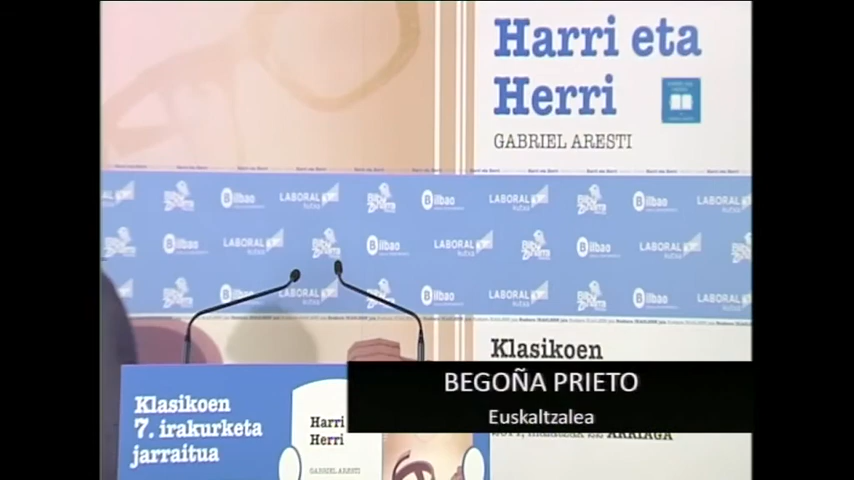 Harri eta
Herri
GABRIEL ARESTI
Bilbao
LABORAL
kutxa
Klasikoen
BEGOÑA PRIETO
Euskaltzalea
ARRIAGA
Klasikoen
7. irakurketa
jarraitua
Harri
Herri
GABRIEL ARESTI